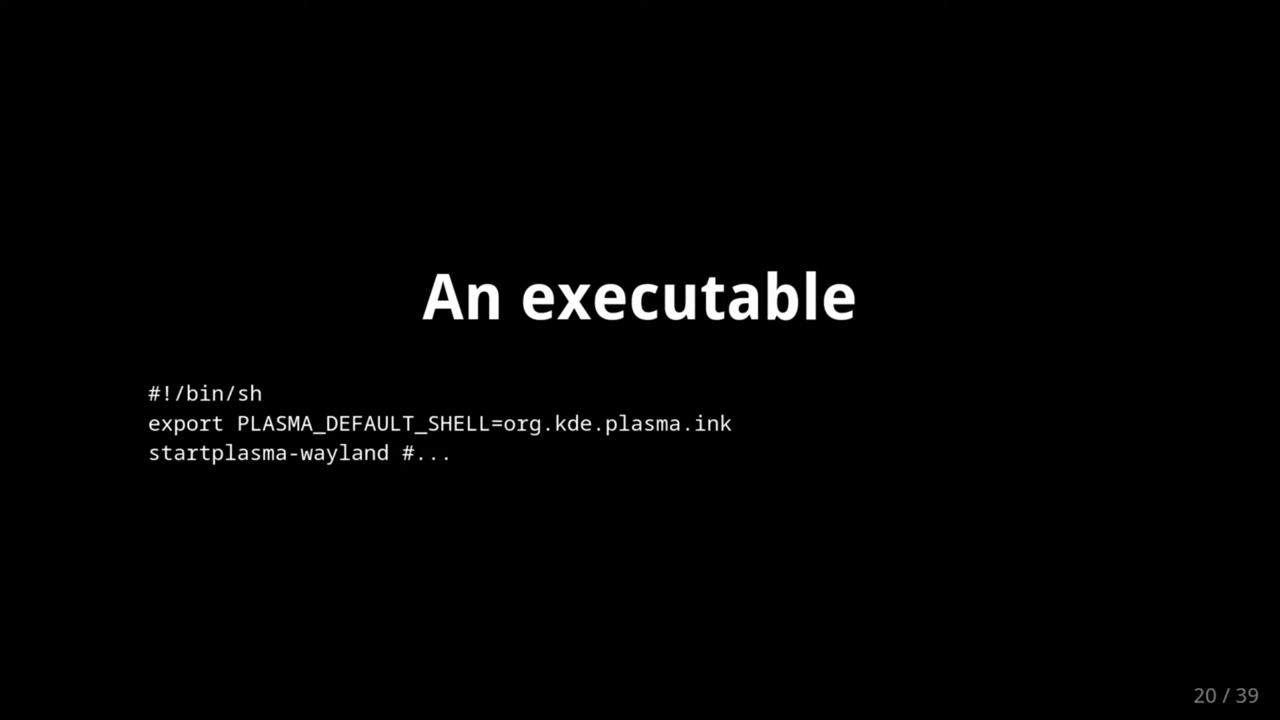 An executable
#!/bin/sh
export PLASMA_DEFAULT_SHELL=org.kde.plasma.ink
startplasma-wayland #...
20 / 39